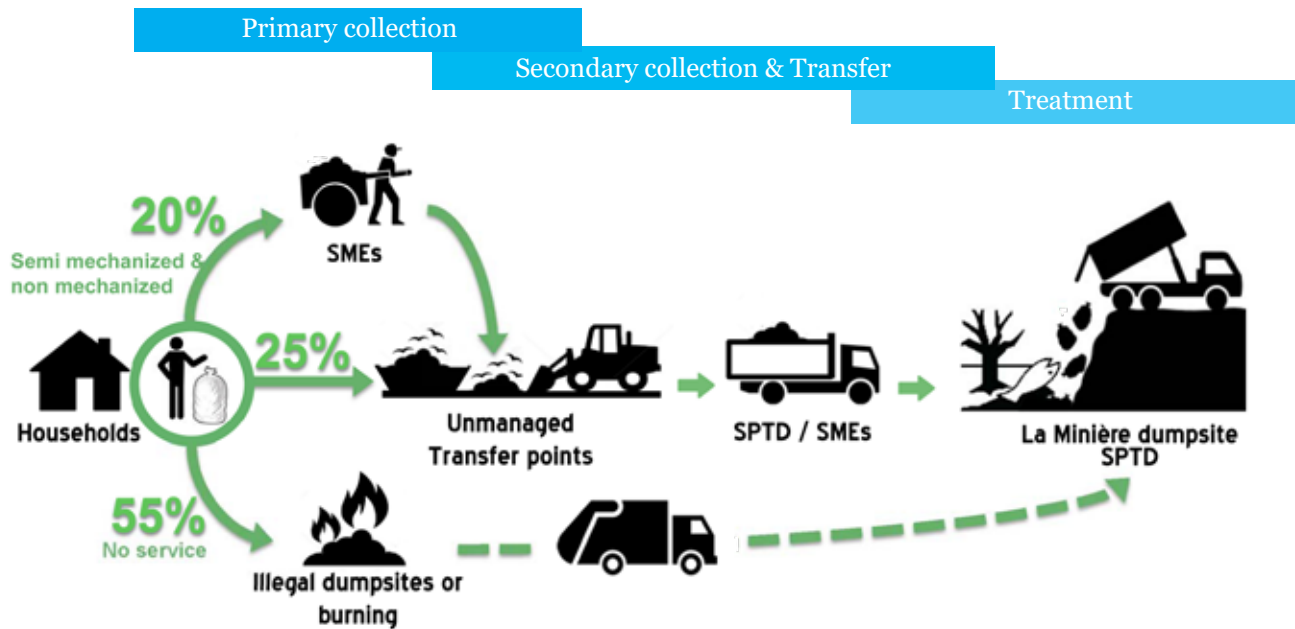 Primary collection
Secondary collection & Transfer
Treatment
20%
Semi mechanized &
non mechanized
SMEs
25%
Households
Unmanaged
Transfer points
SPTD / SMEs
La Minière dumpsite
SPTD
55%
No service
Illegal dumpsites or
burning